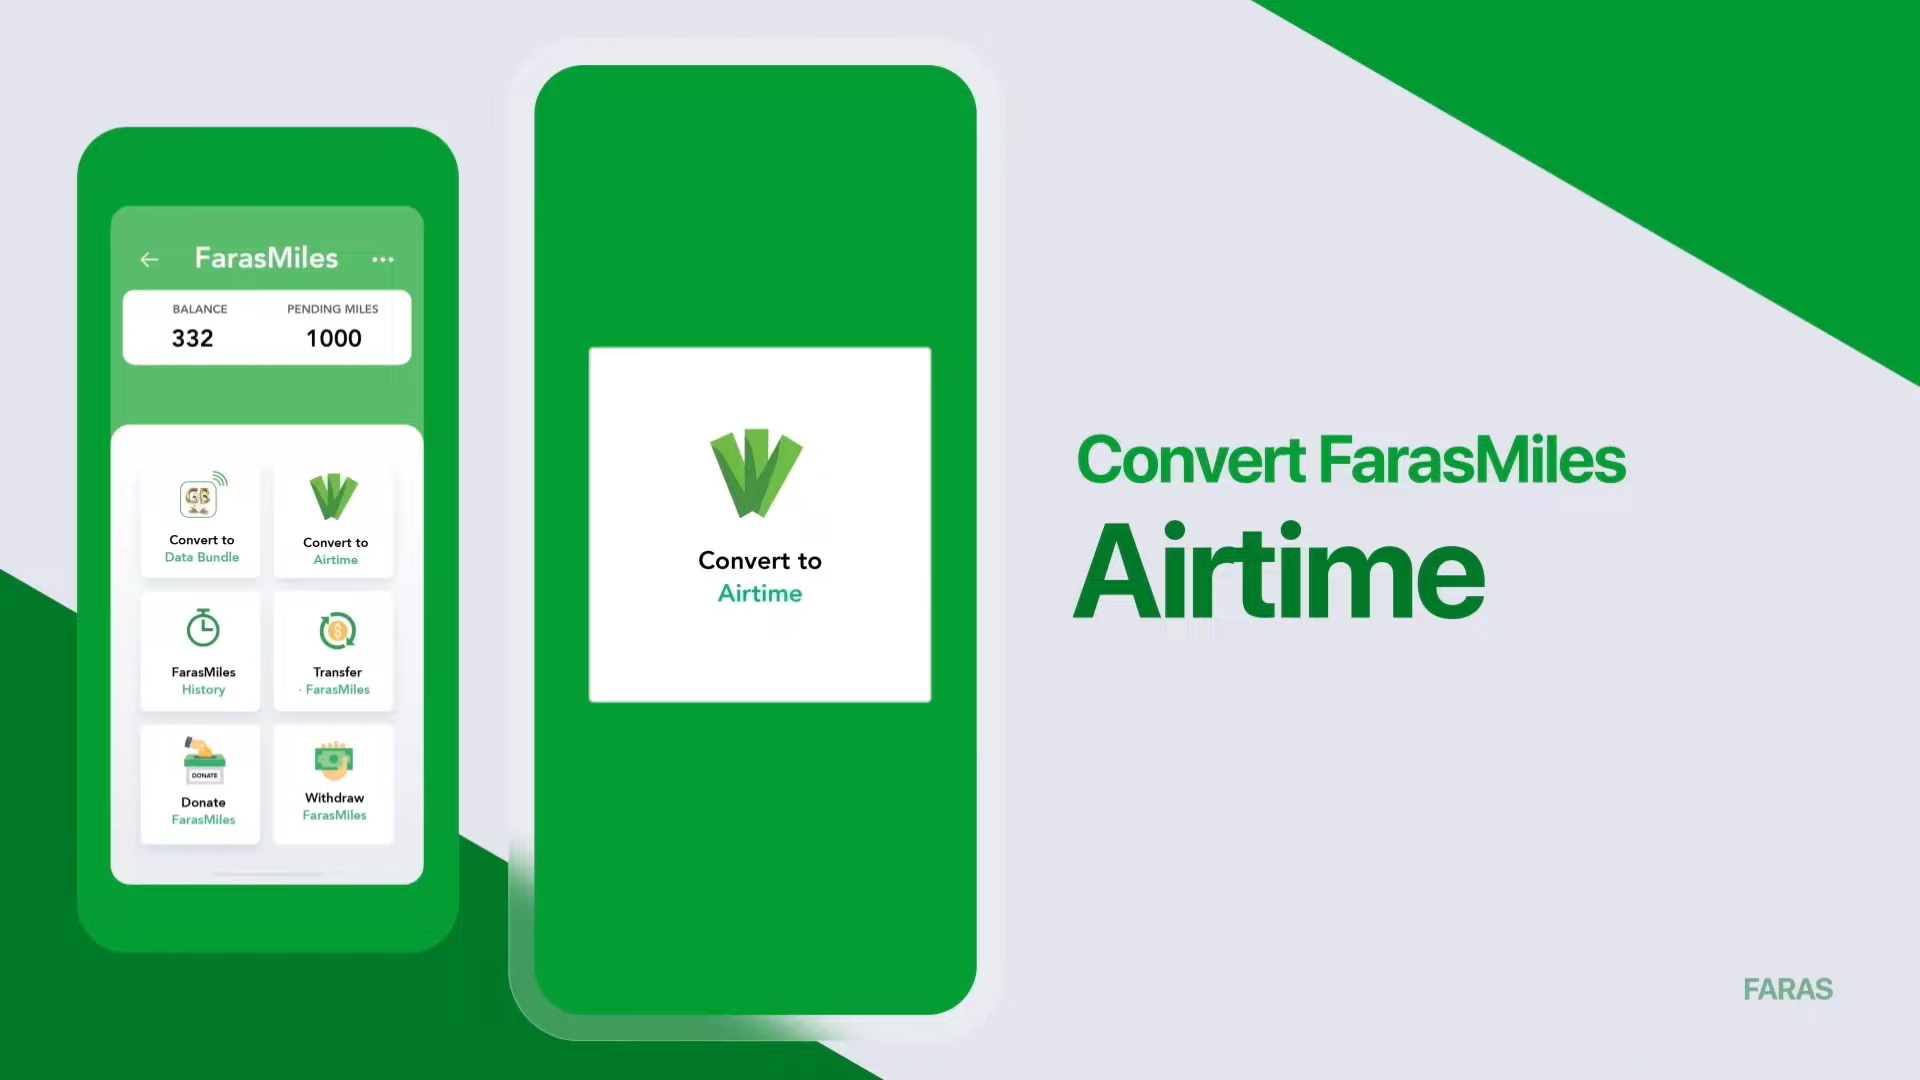 FarasMiles
BALANCE
PENDING MILES
332
1000
GB
Convert to
Data Bundle
Convert to
Airtime
FarasMiles
History
$
Transfer
· FarasMiles
DONATE
Donate
FarasMiles
Withdraw
FarasMiles
Convert to
Airtime
Convert FarasMiles
Airtime
FARAS